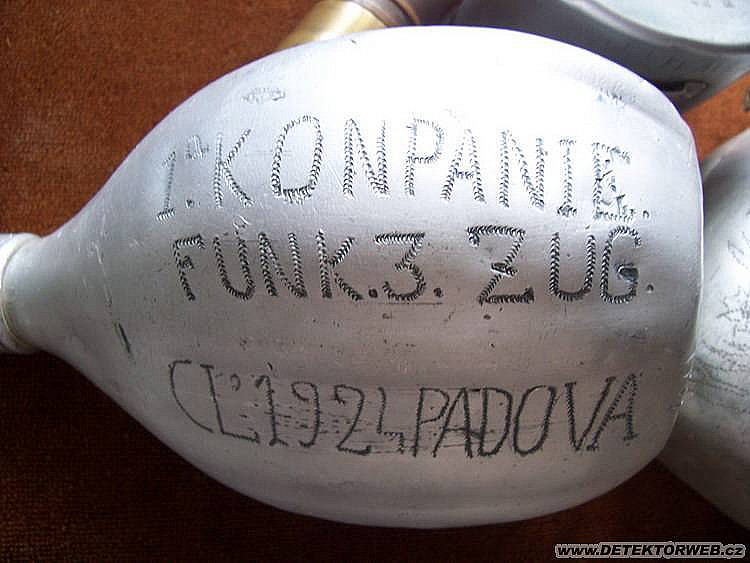 1. KONPANIE.
FUNK.3. ZUG.
CL'1924 PADOVA
WWW.DETEKTORWEB.CZ